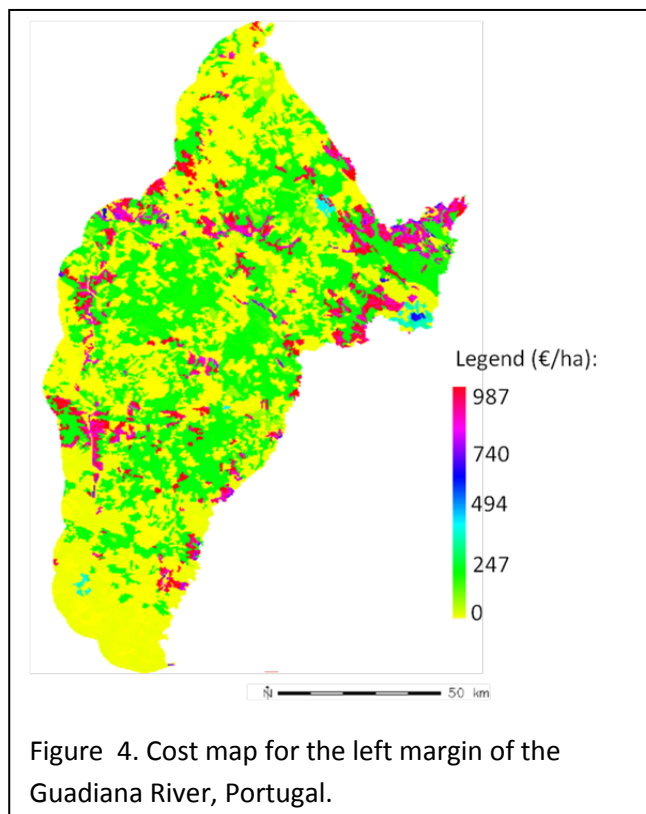 Legend (€/ha):
987
740
494
247
0
N 50 km
Figure 4. Cost map for the left margin of the
Guadiana River, Portugal.